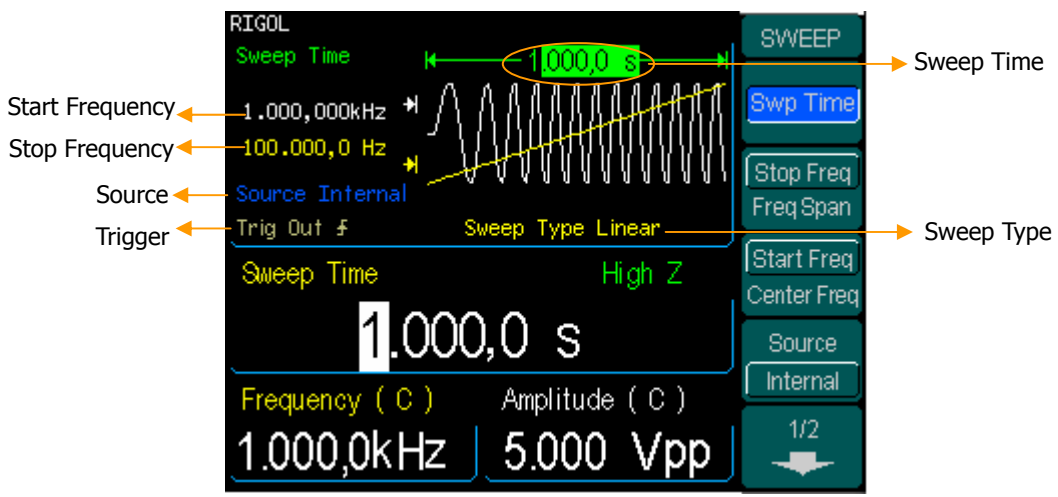 RIGOL
Sweep Time
1.000,0 s
Sweep Time
Start Frequency
1.000,000kHz
Stop Frequency
100.000,0 Hz
Source
Source Internal
Trigger
Trig Out
Sweep Type Linear
Sweep Type
Sweep Time
High Z
1.000,0 s
Frequency ( C )
Amplitude ( C )
1.000,0kHz
5.000 Vpp
SWEEP
Swp Time
Stop Freq
Freq Span
Start Freq
Center Freq
Source
Internal
1/2